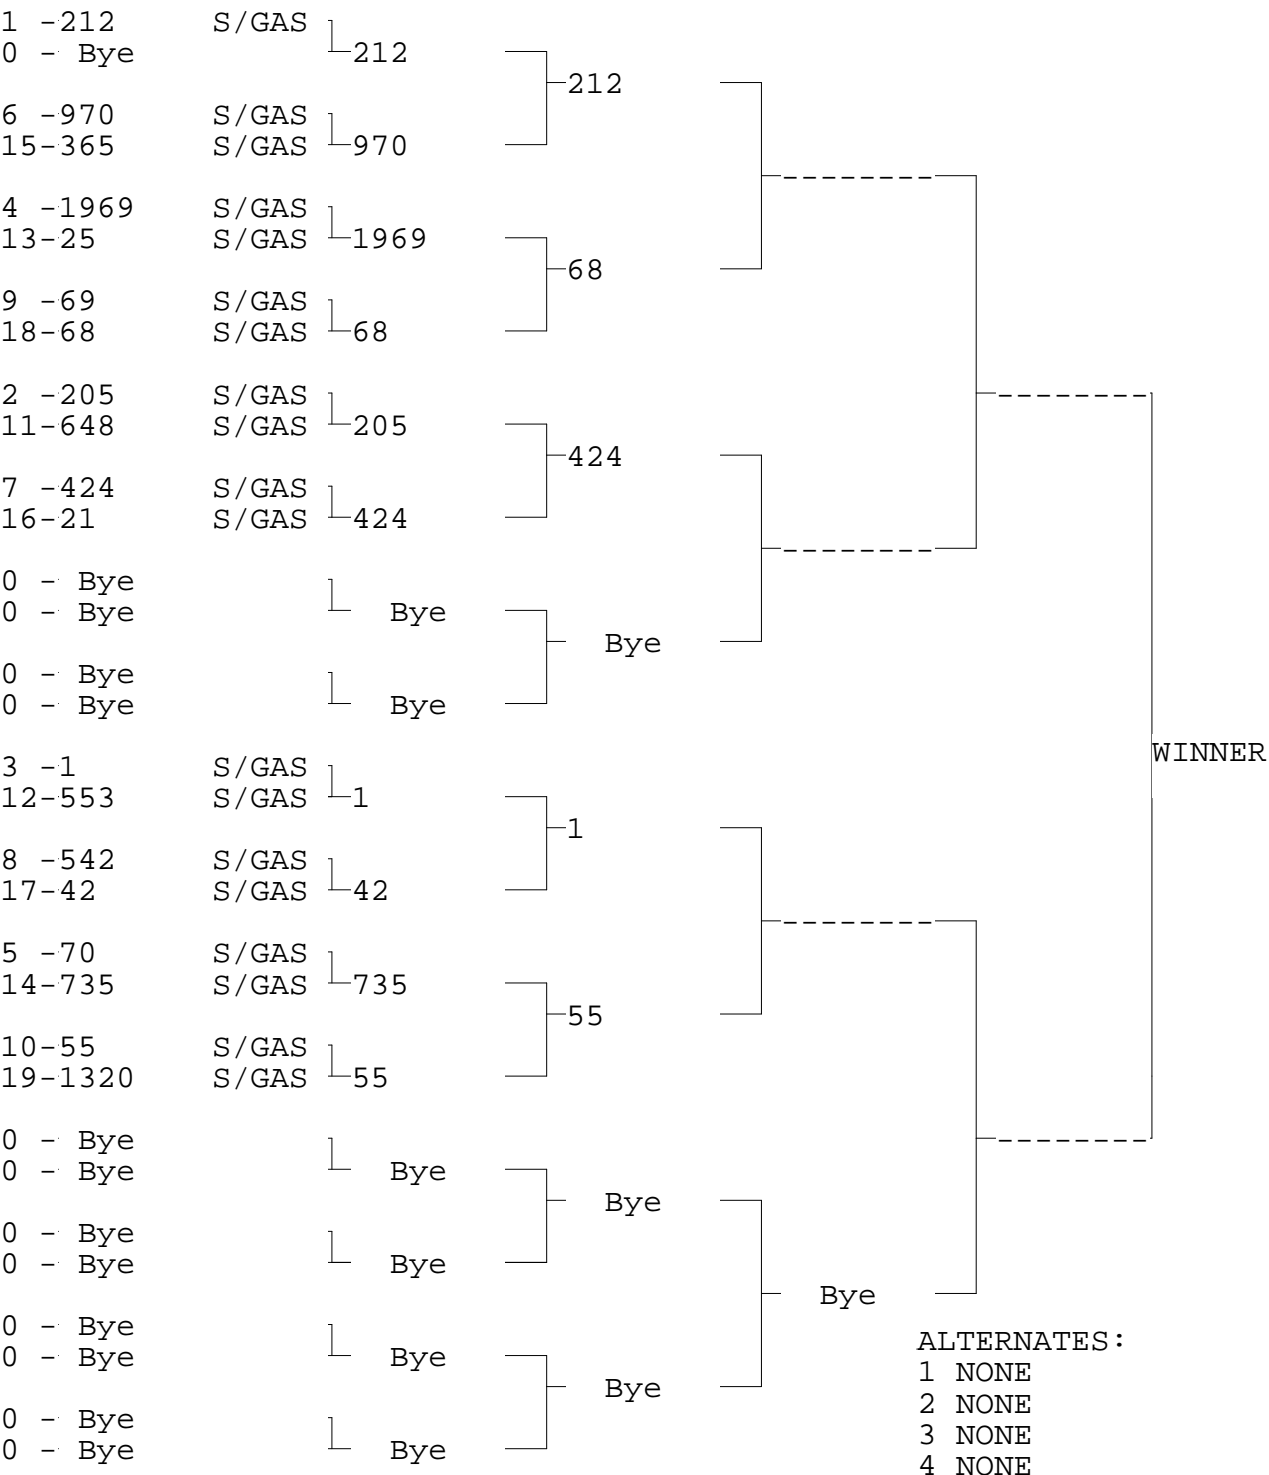 1 -212 S/GAS
0 - Bye 212
212
6 -970 S/GAS
15-365 S/GAS 970
4 -1969 S/GAS
13-25 S/GAS 1969
68
9 -69 S/GAS
18-68 S/GAS 68
2 -205 S/GAS
11-648 S/GAS 205
424
7 -424 S/GAS
16-21 S/GAS 424
0 - Bye
0 - Bye Bye
Bye
0 - Bye
0 - Bye Bye
WINNER
3 -1 S/GAS
12-553 S/GAS 1
1
8 -542 S/GAS
17-42 S/GAS 42
5 -70 S/GAS
14-735 S/GAS 735
55
10-55 S/GAS
19-1320 S/GAS 55
0 - Bye
0 - Bye Bye
Bye
0 - Bye
0 - Bye Bye
Bye
0 - Bye
0 - Bye Bye
Bye
0 - Bye
0 - Bye Bye
ALTERNATES:
1 NONE
2 NONE
3 NONE
4 NONE